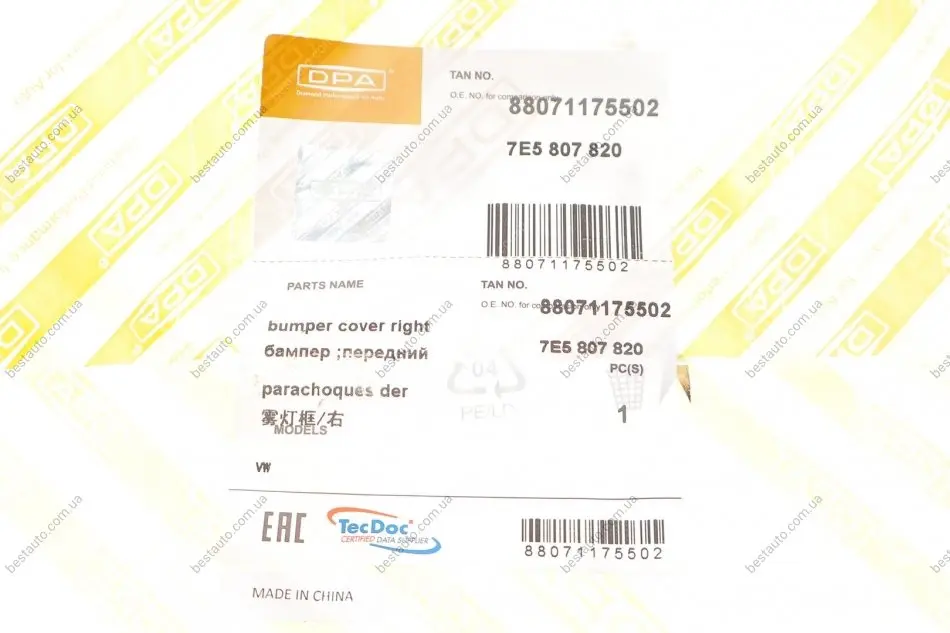 DPA
TAN NO.
O.E. NO. for comparison only
88071175502
7E5 807 820
88071175502
PARTS NAME
TAN NO.
O.E. NO. for comparison only
88071175502
bumper cover right
7E5 807 820
бампер ;передний
PC(S)
parachoques der
04
PE/LD
1
雾灯框/右
MODELS
VW
EAC
TecDoc
CERTIFIED DATA SUPPLIER
88071175502
MADE IN CHINA
bestauto.com.ua